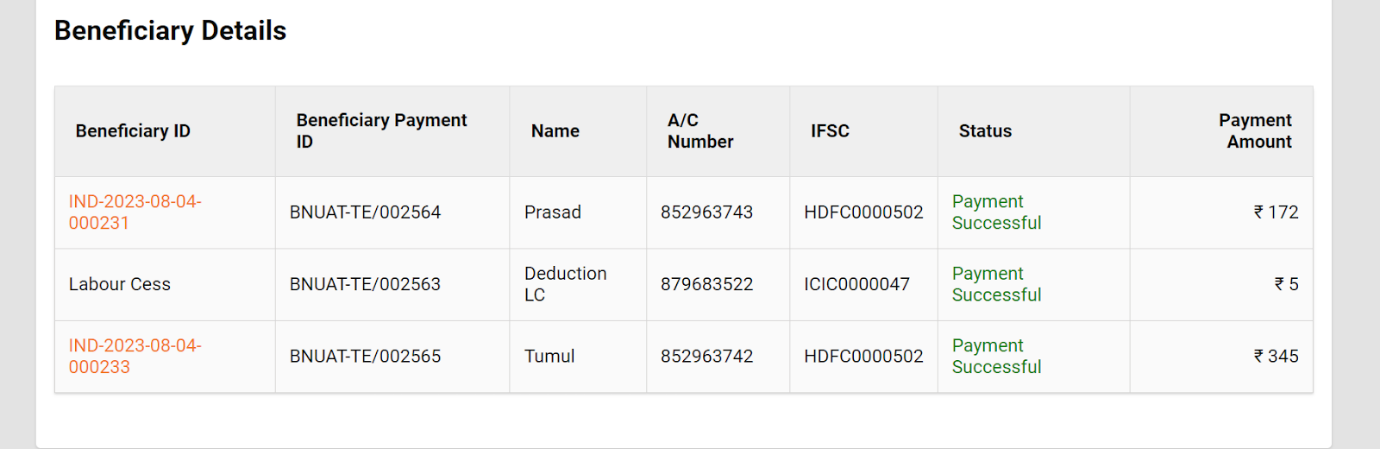 Beneficiary Details
Beneficiary ID
Beneficiary Payment
ID
Name
A/C
Number
IFSC
Status
Payment
Amount
IND-2023-08-04-
000231
BNUAT-TE/002564
Prasad
852963743
HDFC0000502
Payment
Successful
₹ 172
Labour Cess
BNUAT-TE/002563
Deduction
LC
879683522
ICIC0000047
Payment
Successful
₹ 5
IND-2023-08-04-
000233
BNUAT-TE/002565
Tumul
852963742
HDFC0000502
Payment
Successful
₹ 345